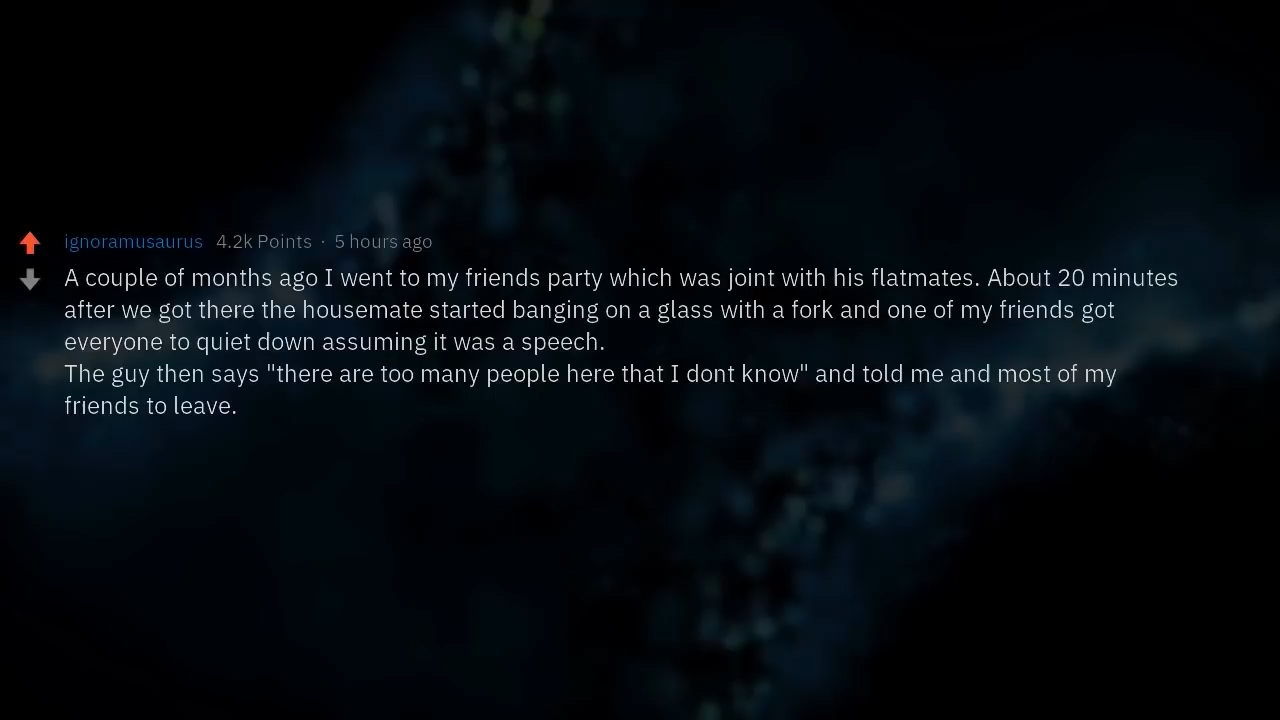 ignoramusaurus 4.2k Points · 5 hours ago
A couple of months ago I went to my friends party which was joint with his flatmates. About 20 minutes
after we got there the housemate started banging on a glass with a fork and one of my friends got
everyone to quiet down assuming it was a speech.
The guy then says "there are too many people here that I dont know" and told me and most of my
friends to leave.